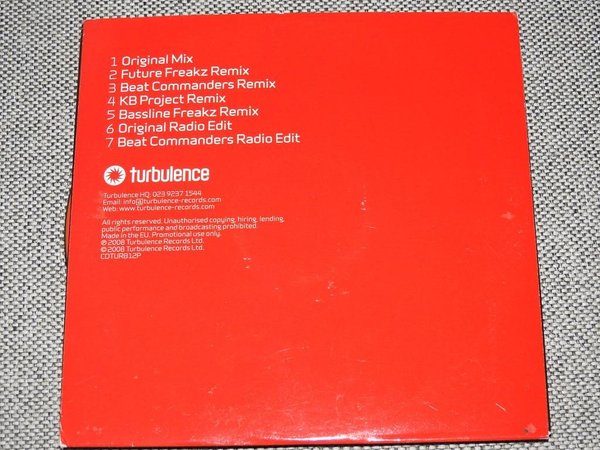 1 Original Mix
2 Future Freakz Remix
3 Beat Commanders Remix
4 KB Project Remix
5 Bassline Freakz Remix
6 Original Radio Edit
7 Beat Commanders Radio Edit
turbulence
Turbulence HQ: 023 9237 1544
Email: info@turbulence-records.com
Web: www.turbulence-records.com
All rights reserved. Unauthorised copying, hiring, lending,
public performance and broadcasting prohibited.
Made in the EU. Promotional use only.
℗ 2008 Turbulence Records Ltd.
© 2008 Turbulence Records Ltd.
CDTUR812P